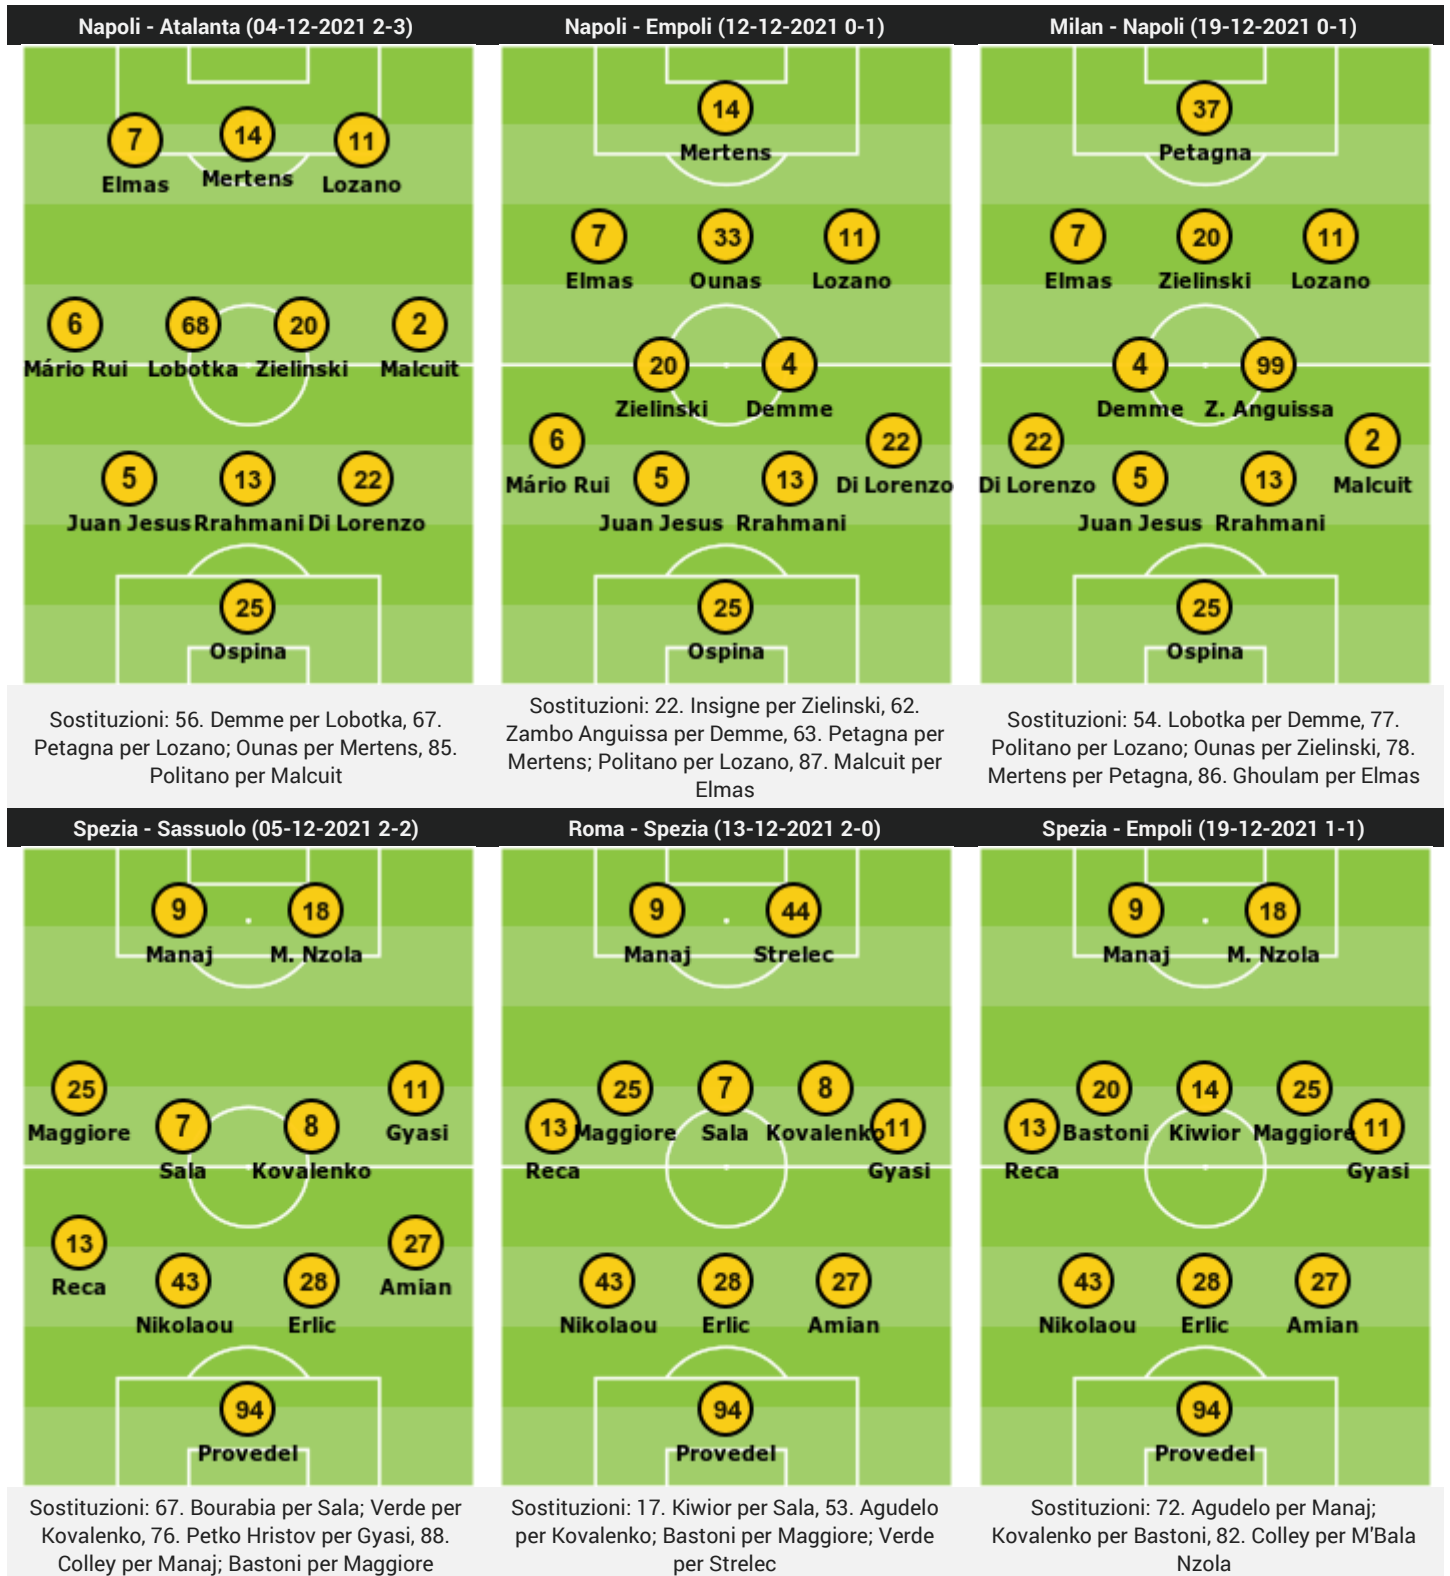 Napoli - Atalanta (04-12-2021 2-3)
7
14
11
Elmas
Mertens
Lozano
6
68
20
2
Mário Rui
Lobotka
Zielinski
Malcuit
5
13
22
Juan Jesus
Rrahmani
Di Lorenzo
25
Ospina
Sostituzioni: 56. Demme per Lobotka, 67.
Petagna per Lozano; Ounas per Mertens, 85.
Politano per Malcuit
Napoli - Empoli (12-12-2021 0-1)
14
Mertens
7
33
11
Elmas
Ounas
Lozano
20
4
Zielinski
Demme
6
22
Mário Rui
Di Lorenzo
5
13
Juan Jesus
Rrahmani
25
Ospina
Sostituzioni: 22. Insigne per Zielinski, 62.
Zambo Anguissa per Demme, 63. Petagna per
Mertens; Politano per Lozano, 87. Malcuit per
Elmas
Milan - Napoli (19-12-2021 0-1)
37
Petagna
7
20
11
Elmas
Zielinski
Lozano
4
99
Demme
Z. Anguissa
22
2
Di Lorenzo
Malcuit
5
13
Juan Jesus
Rrahmani
25
Ospina
Sostituzioni: 54. Lobotka per Demme, 77.
Politano per Lozano; Ounas per Zielinski, 78.
Mertens per Petagna, 86. Ghoulam per Elmas
Spezia - Sassuolo (05-12-2021 2-2)
9
18
Manaj
M. Nzola
25
11
Maggiore
Gyasi
7
8
Sala
Kovalenko
13
27
Reca
Amian
43
28
Nikolaou
Erlic
94
Provedel
Sostituzioni: 67. Bourabia per Sala; Verde per
Kovalenko, 76. Petko Hristov per Gyasi, 88.
Colley per Manaj; Bastoni per Maggiore
Roma - Spezia (13-12-2021 2-0)
9
44
Manaj
Strelec
25
7
8
Maggiore
Sala
Kovalenko
13
11
Reca
Gyasi
43
28
27
Nikolaou
Erlic
Amian
94
Provedel
Sostituzioni: 17. Kiwior per Sala, 53. Agudelo
per Kovalenko; Bastoni per Maggiore; Verde
per Strelec
Spezia - Empoli (19-12-2021 1-1)
9
18
Manaj
M. Nzola
20
14
25
Bastoni
Kiwior
Maggiore
13
11
Reca
Gyasi
43
28
27
Nikolaou
Erlic
Amian
94
Provedel
Sostituzioni: 72. Agudelo per Manaj;
Kovalenko per Bastoni, 82. Colley per M'Bala
Nzola